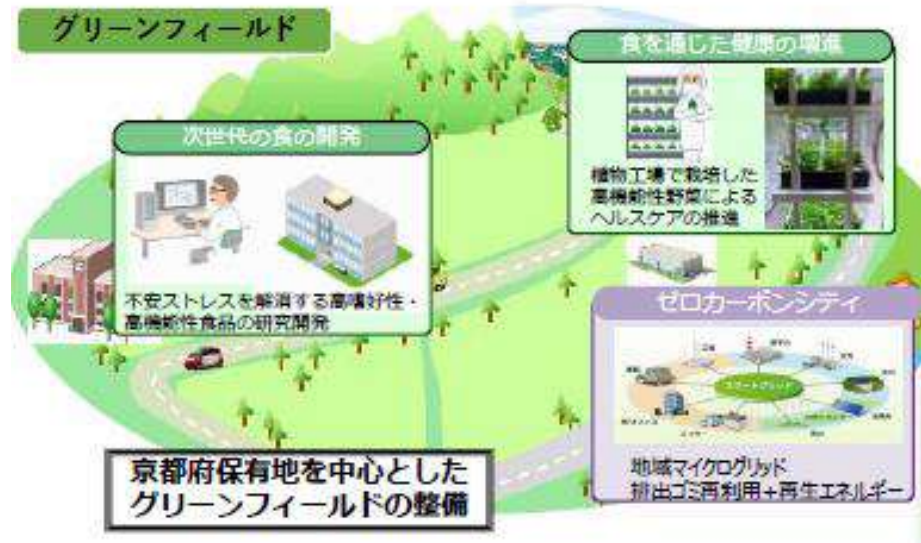 グリーンフィールド
食を通じた健康の増進
植物工場で栽培した
高機能性野菜による
ヘルスケアの推進
次世代の食の開発
不安ストレスを解消する高嗜好性・
高機能性食品の研究開発
ゼロカーボンシティ
スマートグリッド
地域マイクログリッド
排出ゴミ再利用+再生エネルギー
京都府保有地を中心とした
グリーンフィールドの整備